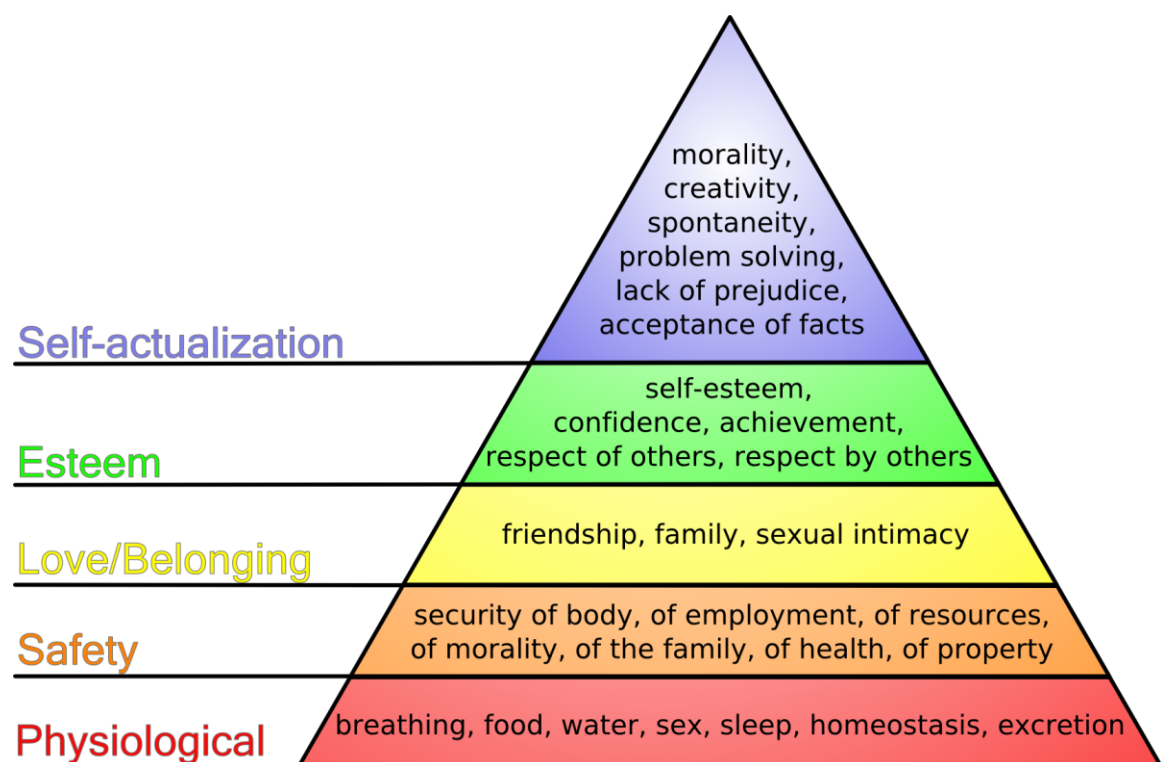 morality,
creativity,
spontaneity,
problem solving,
lack of prejudice,
acceptance of facts
Self-actualization
self-esteem,
confidence, achievement,
respect of others, respect by others
Esteem
friendship, family, sexual intimacy
Love/Belonging
security of body, of employment, of resources,
of morality, of the family, of health, of property
Safety
breathing, food, water, sex, sleep, homeostasis, excretion
Physiological